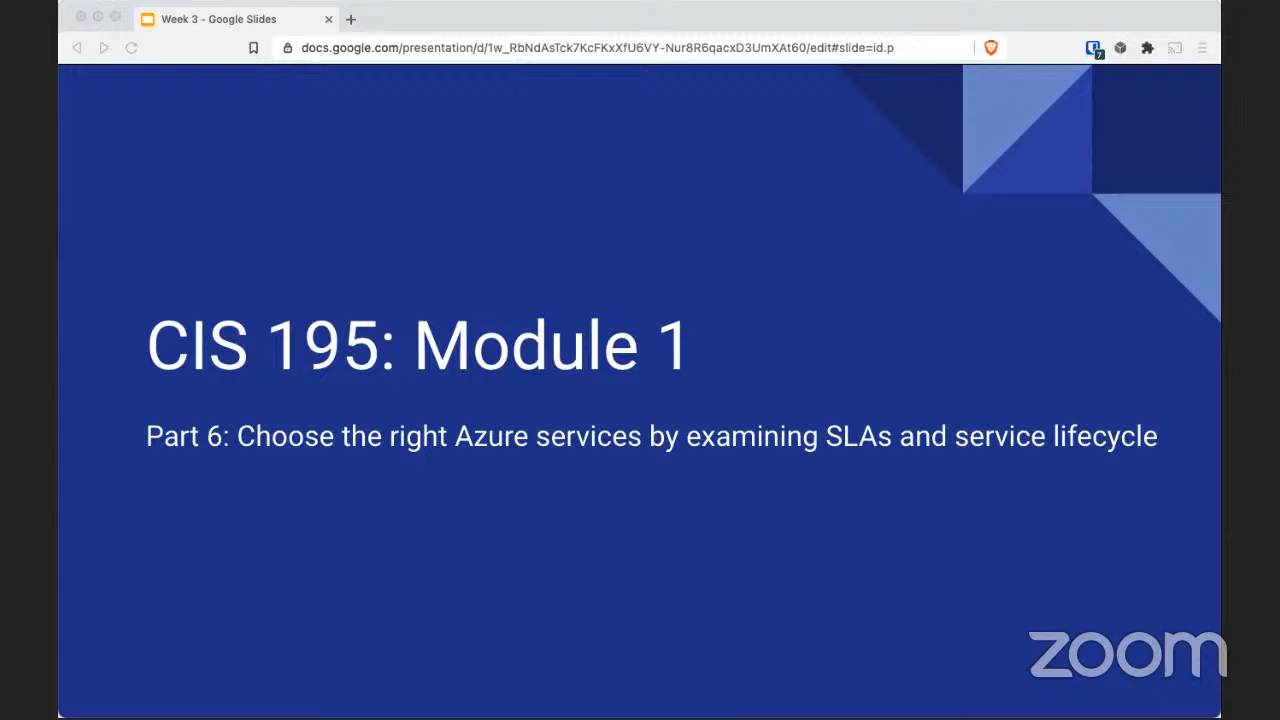 Week 3 - Google Slides
docs.google.com/presentation/d/1w_RbNdAsTck7KcFKxXfU6VY-Nur8R6qacxD3UmXAt60/edit#slide=id.p
7
CIS 195: Module 1
Part 6: Choose the right Azure services by examining SLAs and service lifecycle
zoom